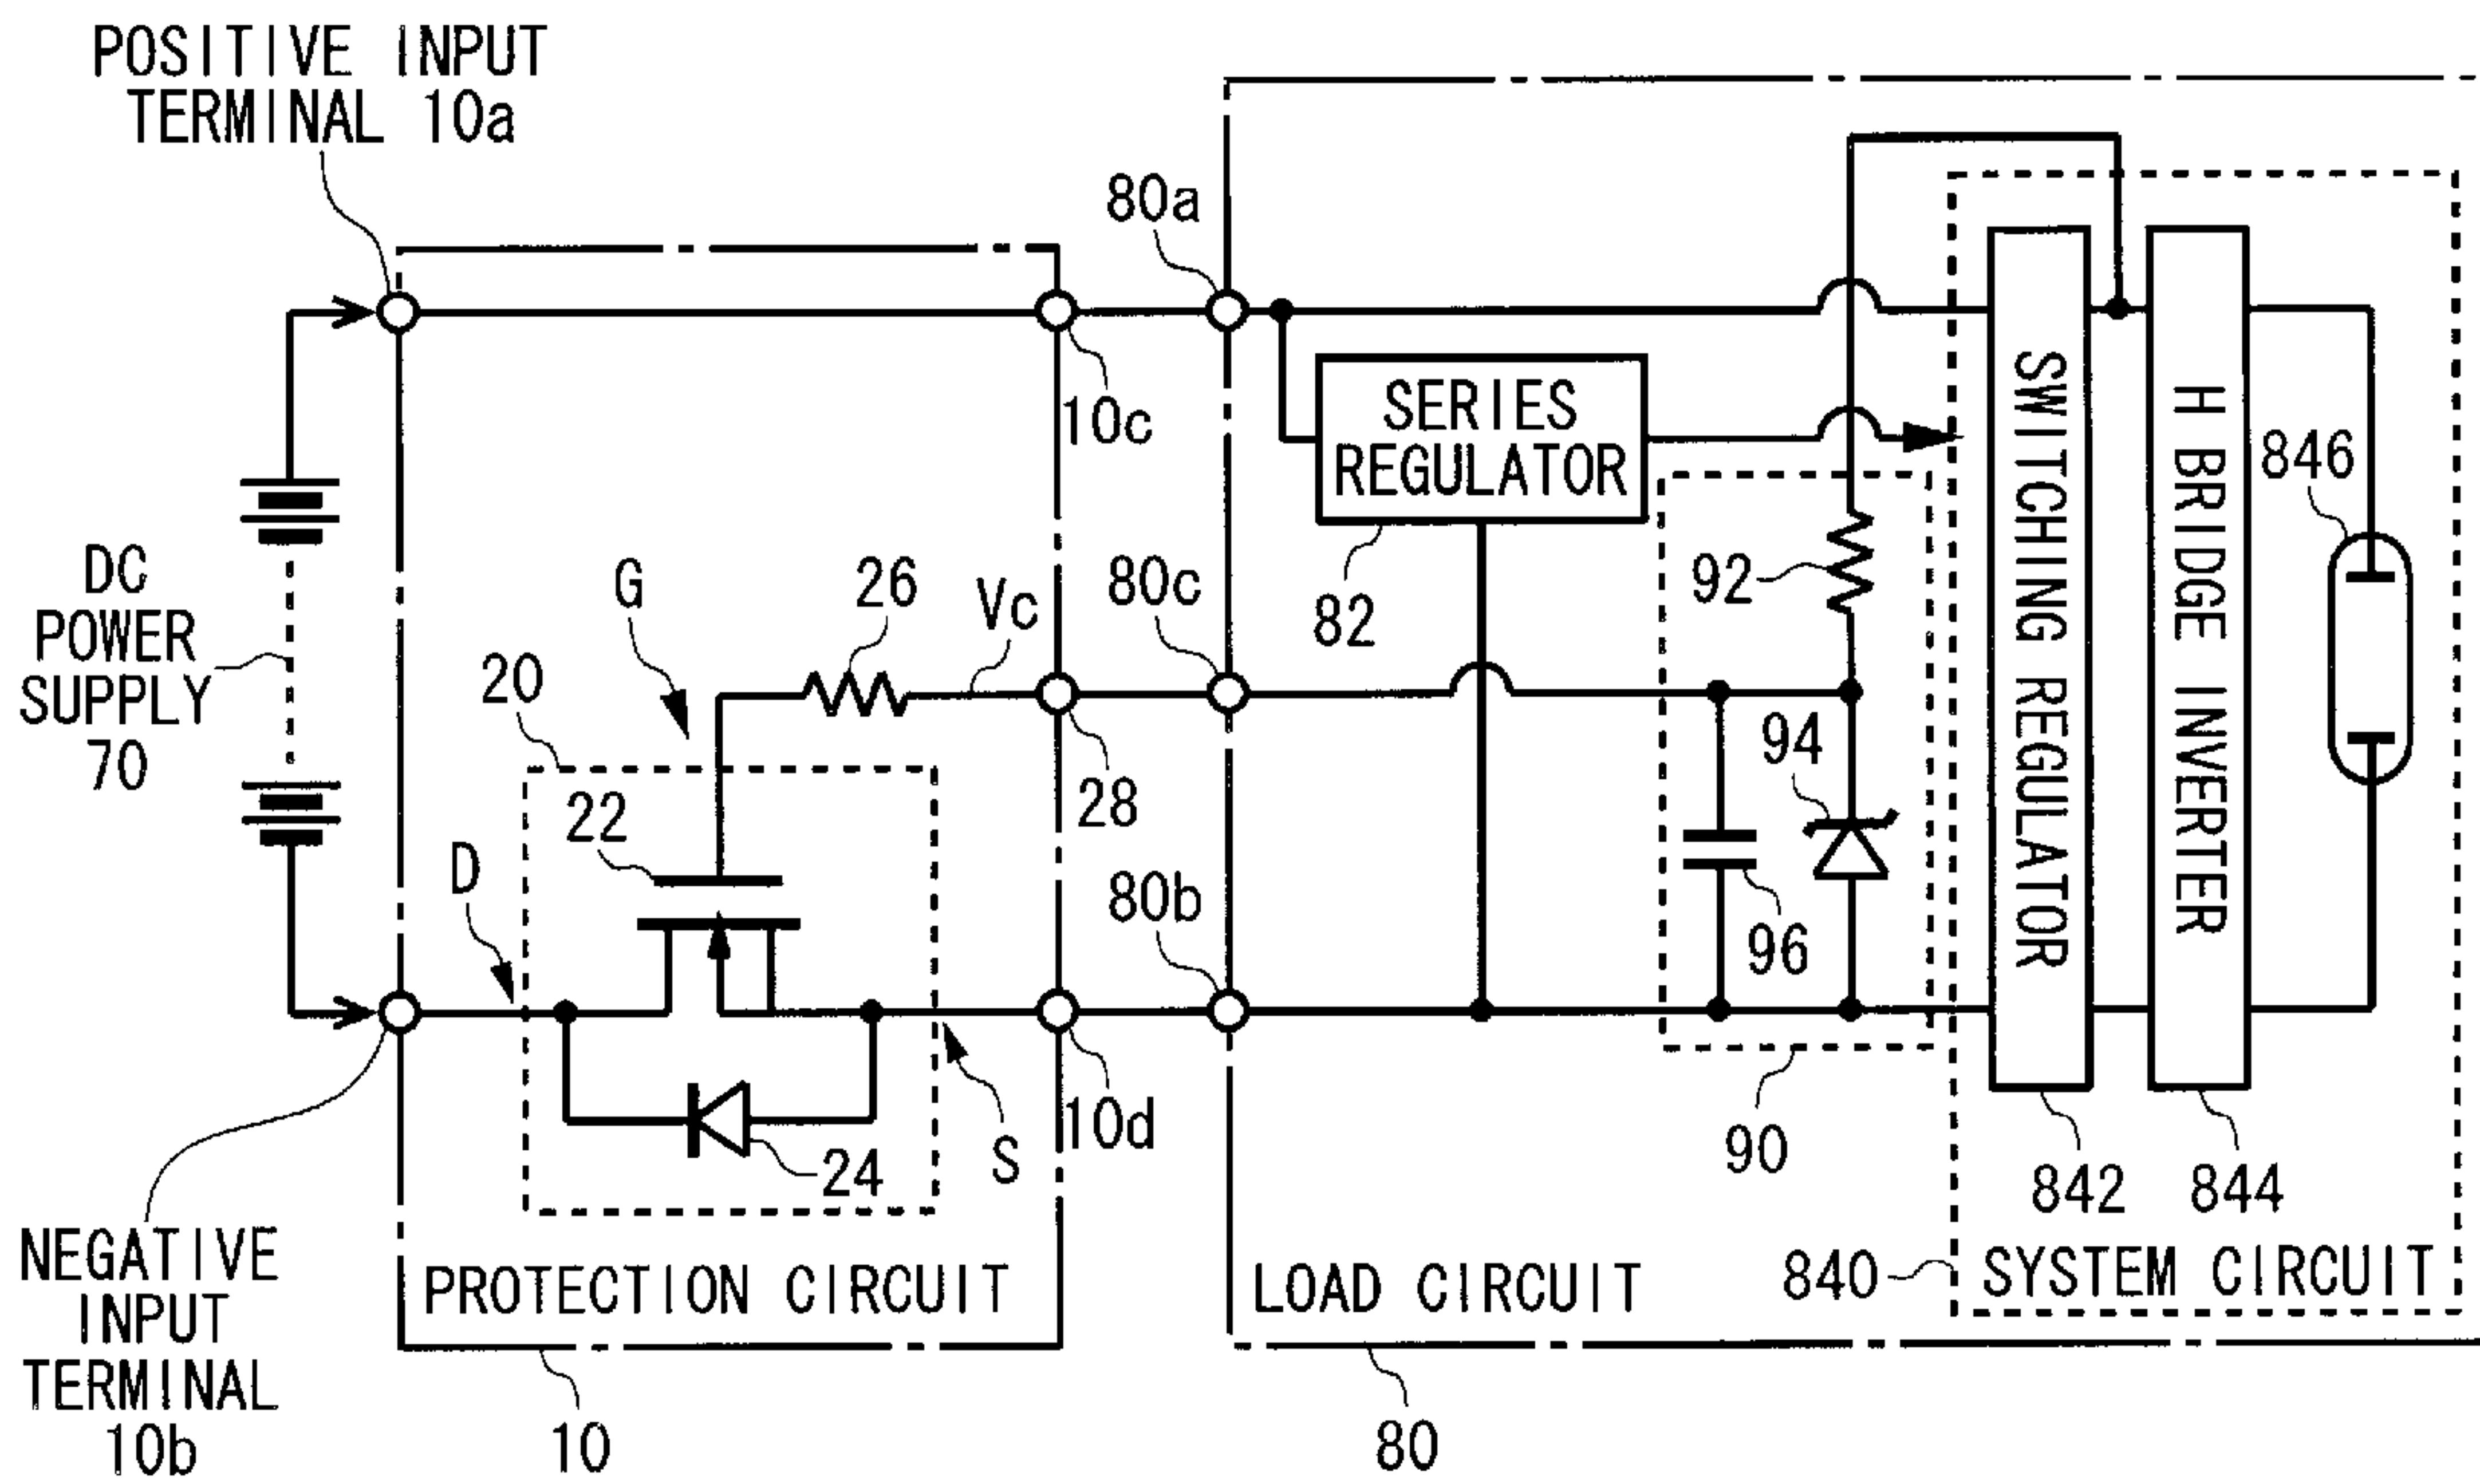 POSITIVE INPUT
TERMINAL 10a
80a
10c
SERIES
REGULATOR
82
SWITCHING REGULATOR
H BRIDGE INVERTER
846
DC
POWER
SUPPLY
70
G
26
Vc
80c
92
20
22
28
94
D
80b
96
24
S
10d
90
842
844
NEGATIVE
INPUT
TERMINAL
10b
PROTECTION CIRCUIT
LOAD CIRCUIT
840
SYSTEM CIRCUIT
10
80